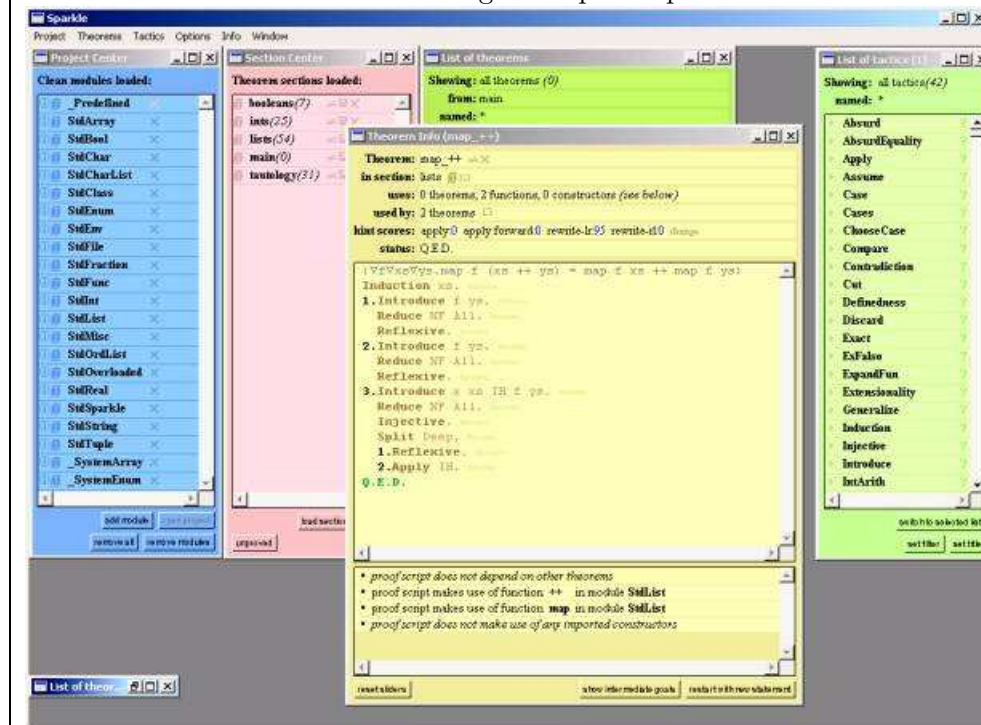 Sparkle
Project Theorems Tactics Options Info Window
Project Center
Clean modules loaded:
_Predefined
StdArray
StdBool
StdChar
StdCharList
StdClass
StdEnum
StdEnv
StdFile
StdFraction
StdFunc
StdInt
StdList
StdMisc
StdOrdList
StdOverloaded
StdReal
StdSparkle
StdString
StdTuple
_SystemArray
_SystemEnum
add module
remove all remove modules
Section Center
Theorem sections loaded:
booleans(7)
ints(25)
lists(54)
main(0)
tautology(31)
load section
unproved
List of theorems
Showing: all theorems (0)
from: main
named: *
Theorem Info (map_++)
Theorem: map_++
in section: lists
uses: 0 theorems, 2 functions, 0 constructors (see below)
used by: 2 theorems
hint scores: apply:0 apply forward:0 rewrite-lr:95 rewrite-rl:0 change
status: Q.E.D.
[∀f∀xs∀ys.map f (xs ++ ys) = map f xs ++ map f ys]
Induction xs.
1.Introduce f ys.
Reduce NF All.
Reflexive.
2.Introduce f ys.
Reduce NF All.
Reflexive.
3.Introduce x xs IH f ys.
Reduce NF All.
Injective.
Split Deep.
1.Reflexive.
2.Apply IH.
Q.E.D.
• proof script does not depend on other theorems
• proof script makes use of function ++ in module StdList
• proof script makes use of function map in module StdList
• proof script does not make use of any imported constructors
reset sliders show intermediate goals restart with new statement
List of tactics (1)
Showing: all tactics(42)
named: *
Absurd
AbsurdEquality
Apply
Assume
Case
Cases
ChooseCase
Compare
Contradiction
Cut
Definedness
Discard
Exact
ExFalso
ExpandFun
Extensionality
Generalize
Induction
Injective
Introduce
IntArith
switch to selected list
set filter set title
List of theor...